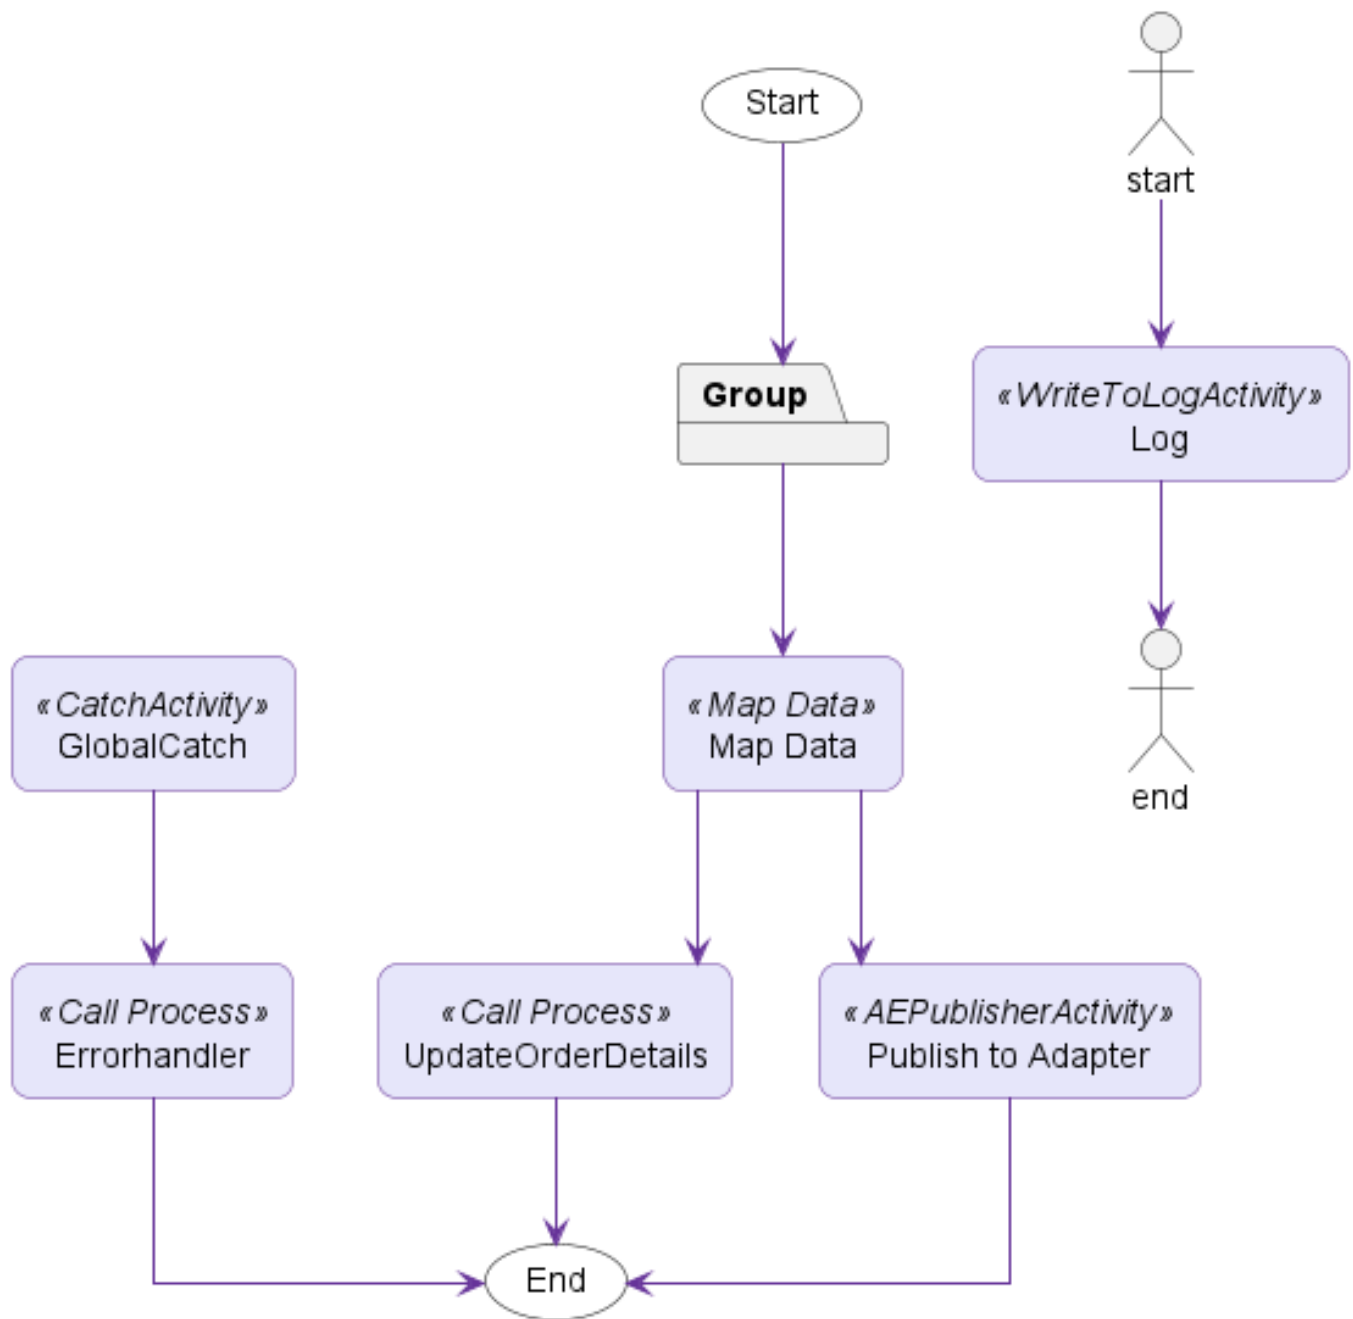 Start
start
Group
«WriteToLogActivity»
Log
«CatchActivity»
GlobalCatch
«Map Data»
Map Data
end
«Call Process»
Errorhandler
«Call Process»
UpdateOrderDetails
«AEPublisherActivity»
Publish to Adapter
End